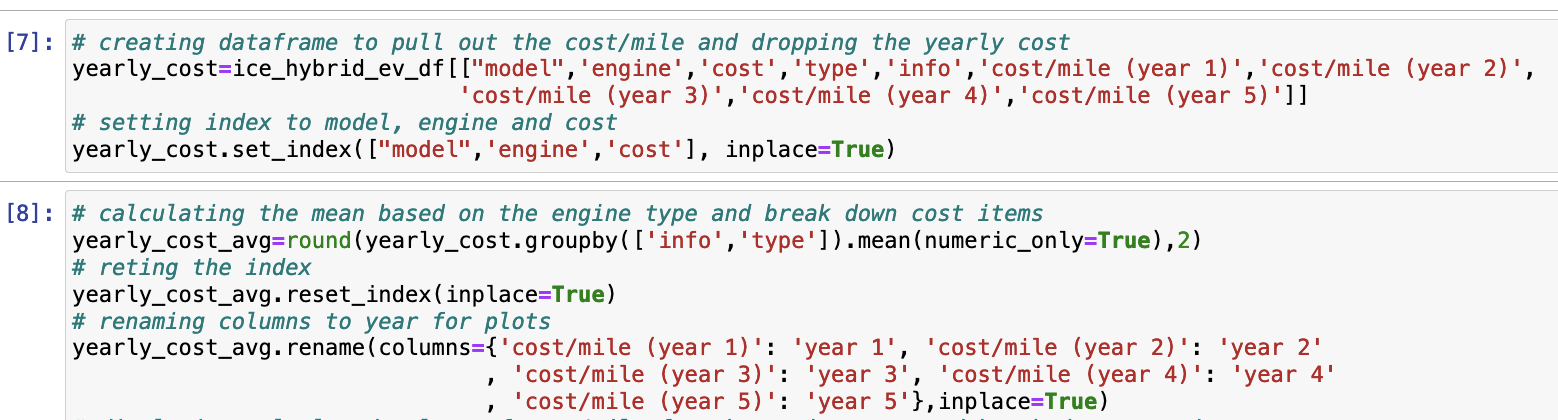 [7]: # creating dataframe to pull out the cost/mile and dropping the yearly cost
yearly_cost=ice_hybrid_ev_df[["model",'engine','cost','type','info','cost/mile (year 1)','cost/mile (year 2)',
'cost/mile (year 3)','cost/mile (year 4)','cost/mile (year 5)']]
# setting index to model, engine and cost
yearly_cost.set_index(["model",'engine','cost'], inplace=True)
[8]: # calculating the mean based on the engine type and break down cost items
yearly_cost_avg=round(yearly_cost.groupby(['info','type']).mean(numeric_only=True),2)
# reting the index
yearly_cost_avg.reset_index(inplace=True)
# renaming columns to year for plots
yearly_cost_avg.rename(columns={'cost/mile (year 1)': 'year 1', 'cost/mile (year 2)': 'year 2'
, 'cost/mile (year 3)': 'year 3', 'cost/mile (year 4)': 'year 4'
, 'cost/mile (year 5)': 'year 5'},inplace=True)